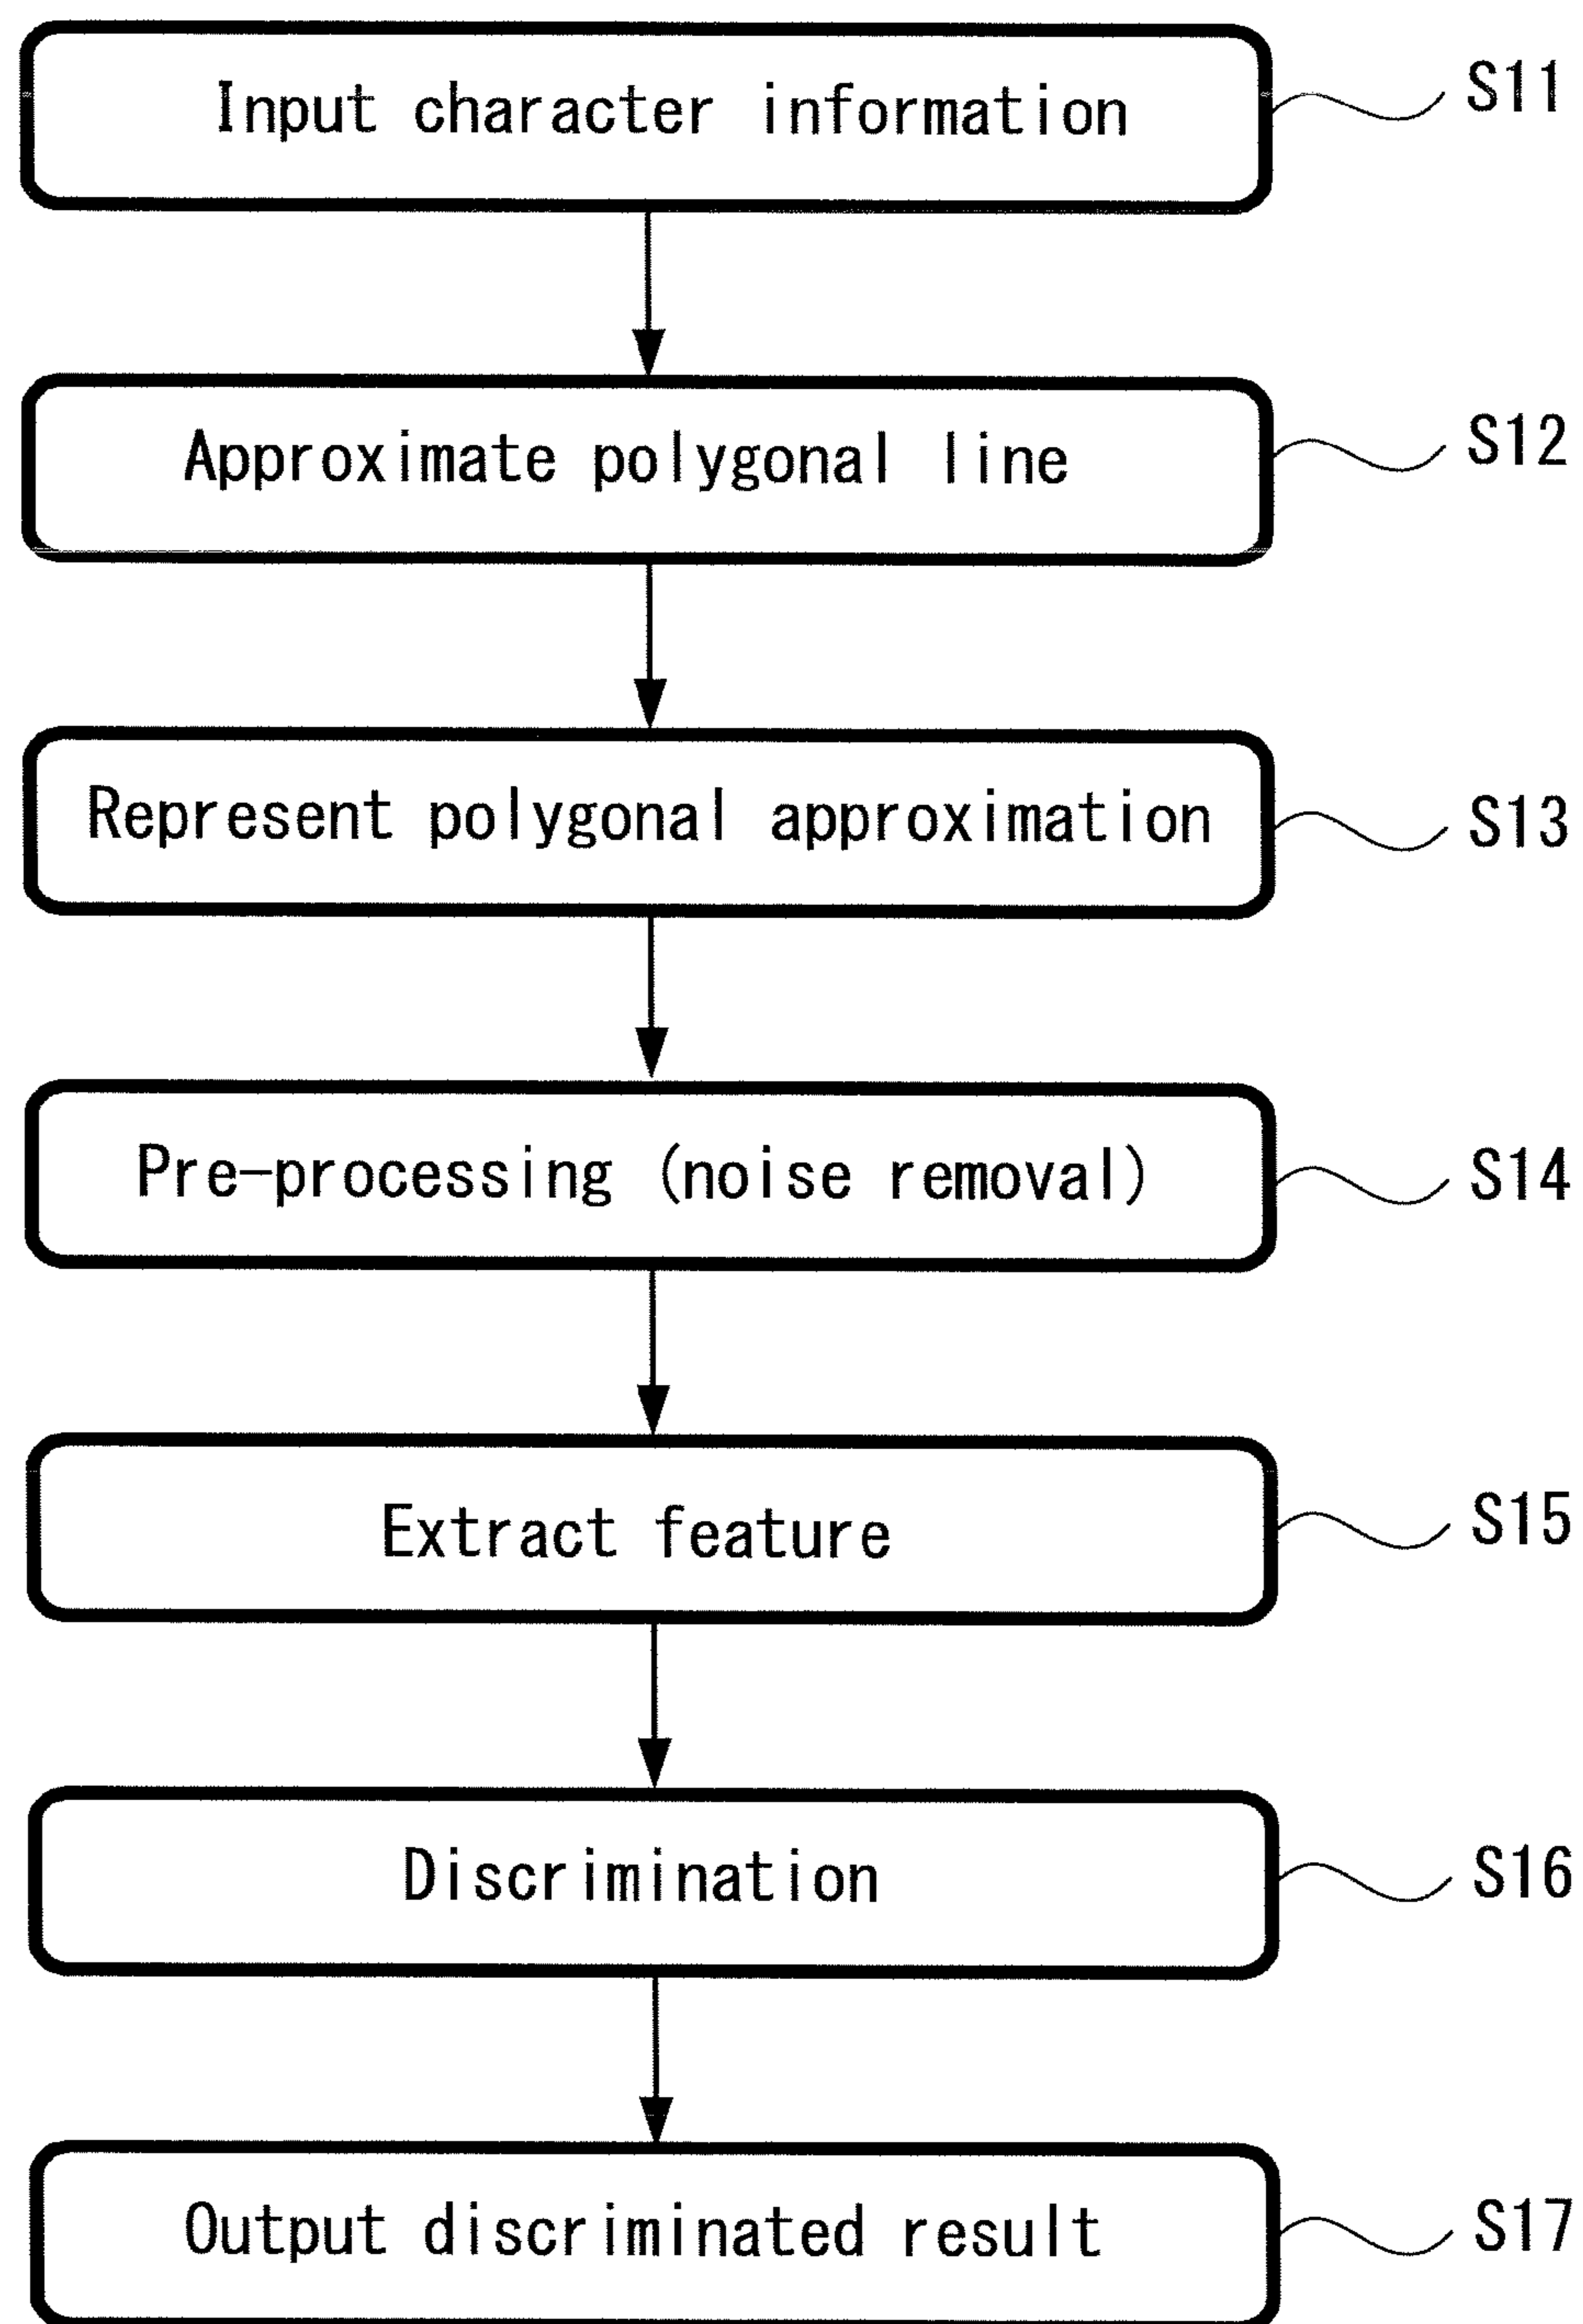 Input character information S11
Approximate polygonal line S12
Represent polygonal approximation S13
Pre-processing (noise removal) S14
Extract feature S15
Discrimination S16
Output discriminated result S17